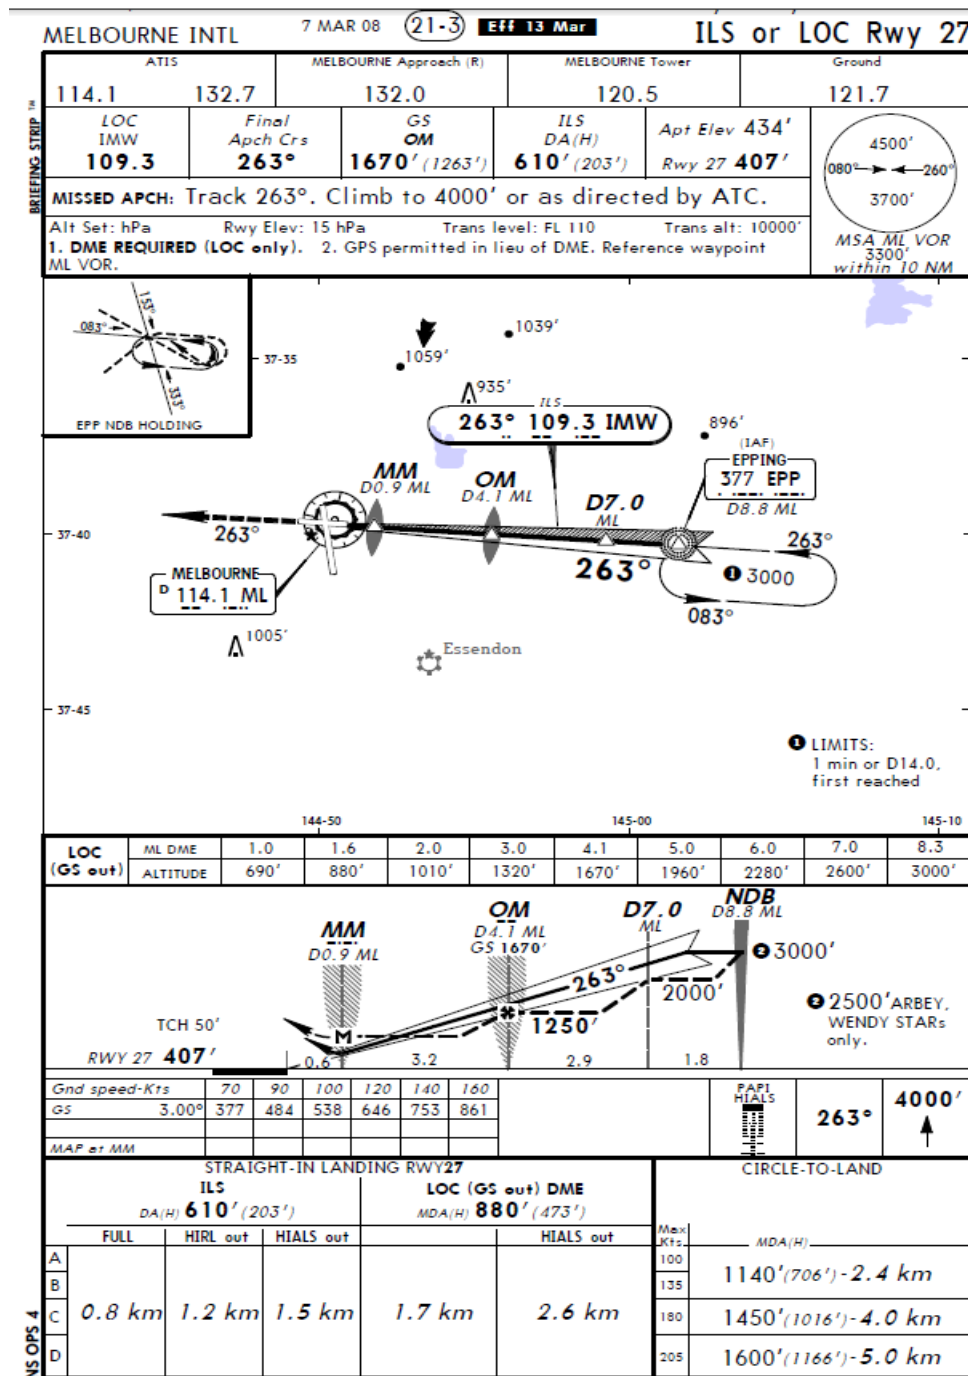 MELBOURNE INTL 7 MAR 08 21-3 Eff 13 Mar ILS or LOC Rwy 27
BRIEFING STRIP TM
ATIS MELBOURNE Approach (R) MELBOURNE Tower Ground
114.1 132.7 132.0 120.5 121.7
LOC Final GS ILS
IMW Apch Crs OM DA(H) Apt Elev 434'
109.3 263° 1670' (1263') 610' (203') Rwy 27 407'
4500'
080° 260°
3700'
MISSED APCH: Track 263°. Climb to 4000' or as directed by ATC.
Alt Set: hPa Rwy Elev: 15 hPa Trans level: FL 110 Trans alt: 10000'
1. DME REQUIRED (LOC only). 2. GPS permitted in lieu of DME. Reference waypoint
ML VOR.
MSA ML VOR
3300'
within 10 NM
153°
083°
333°
EPP NDB HOLDING
37-35
1039'
1059'
935'
ILS
263° 109.3 IMW
896'
(IAF)
EPPING
377 EPP
D8.8 ML
MM
D0.9 ML
OM
D4.1 ML
D7.0
ML
37-40
263°
263°
263°
1 3000
083°
MELBOURNE
D 114.1 ML
1005'
Essendon
37-45
1 LIMITS:
1 min or D14.0,
first reached
144-50 145-00 145-10
LOC
(GS out)
ML DME 1.0 1.6 2.0 3.0 4.1 5.0 6.0 7.0 8.3
ALTITUDE 690' 880' 1010' 1320' 1670' 1960' 2280' 2600' 3000'
MM
D0.9 ML
OM
D4.1 ML
GS 1670'
D7.0
ML
NDB
D8.8 ML
2 3000'
263°
2000'
1250'
2 2500' ARBEY,
WENDY STARs
only.
M
TCH 50'
RWY 27 407'
0.6 3.2 2.9 1.8
Gnd speed-Kts 70 90 100 120 140 160
GS 3.00° 377 484 538 646 753 861
MAP at MM
PAPI
HIALS
263°
4000'
STRAIGHT-IN LANDING RWY27 CIRCLE-TO-LAND
ILS LOC (GS out) DME
DA(H) 610' (203') MDA(H) 880' (473')
FULL HIRL out HIALS out HIALS out
Max
Kts MDA(H)
A
B
C
D
0.8 km 1.2 km 1.5 km 1.7 km 2.6 km
100
135
1140' (706') - 2.4 km
180 1450' (1016') - 4.0 km
205 1600' (1166') - 5.0 km
NS OPS 4